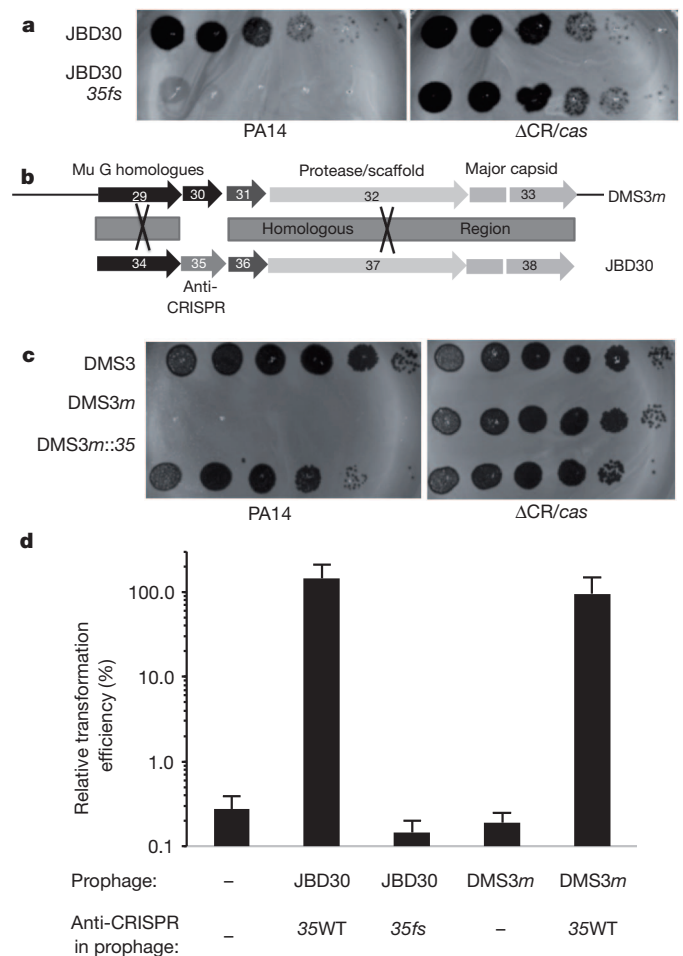 a
JBD30
JBD30
35fs
PA14
ΔCR/cas
b
Mu G homologues
Protease/scaffold
Major capsid
29
30
31
32
33
DMS3m
Homologous
Region
34
35
36
37
38
JBD30
Anti-
CRISPR
c
DMS3
DMS3m
DMS3m::35
PA14
ΔCR/cas
d
Relative transformation
efficiency (%)
100.0
10.0
1.0
0.1
Prophage:
–
JBD30
JBD30
DMS3m
DMS3m
Anti-CRISPR
in prophage:
–
35WT
35fs
–
35WT